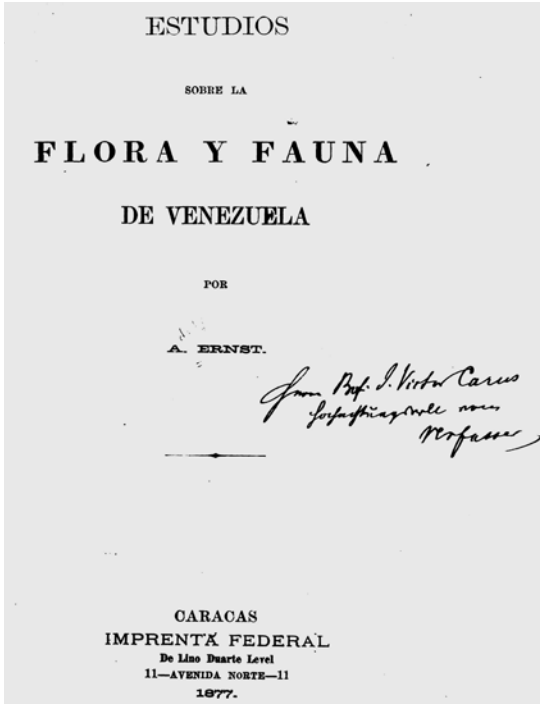 ESTUDIOS
SOBRE LA
FLORA Y FAUNA
DE VENEZUELA
POR
A. ERNST.
Herrn Prof. J. Victor Carus
hochachtungsvoll vom
Verfasser
CARACAS
IMPRENTA FEDERAL
De Lino Duarte Level
11—AVENIDA NORTE—11
1877.